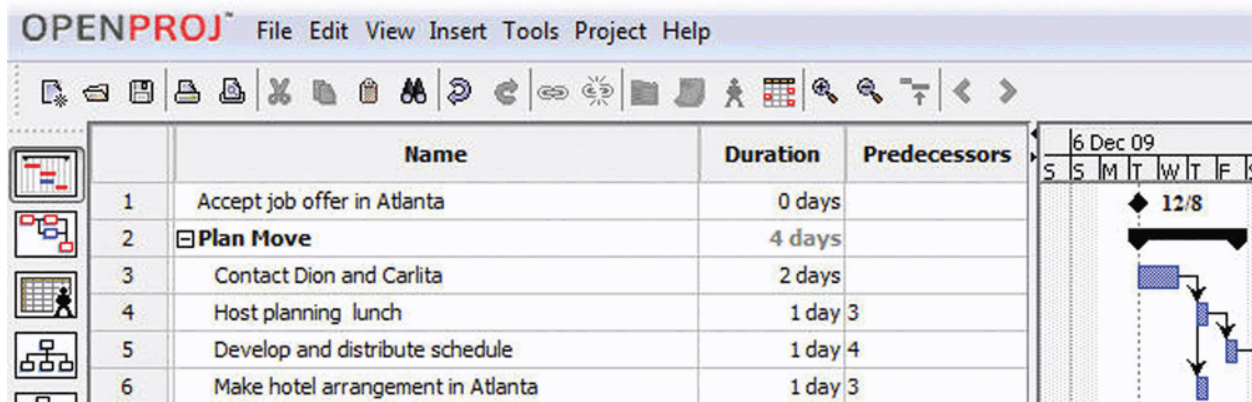 OPENPROJ™ File Edit View Insert Tools Project Help
Name Duration Predecessors
6 Dec 09
S S M T W T F S
1 Accept job offer in Atlanta 0 days
12/8
2 Plan Move 4 days
3 Contact Dion and Carlita 2 days
4 Host planning lunch 1 day 3
5 Develop and distribute schedule 1 day 4
6 Make hotel arrangement in Atlanta 1 day 3